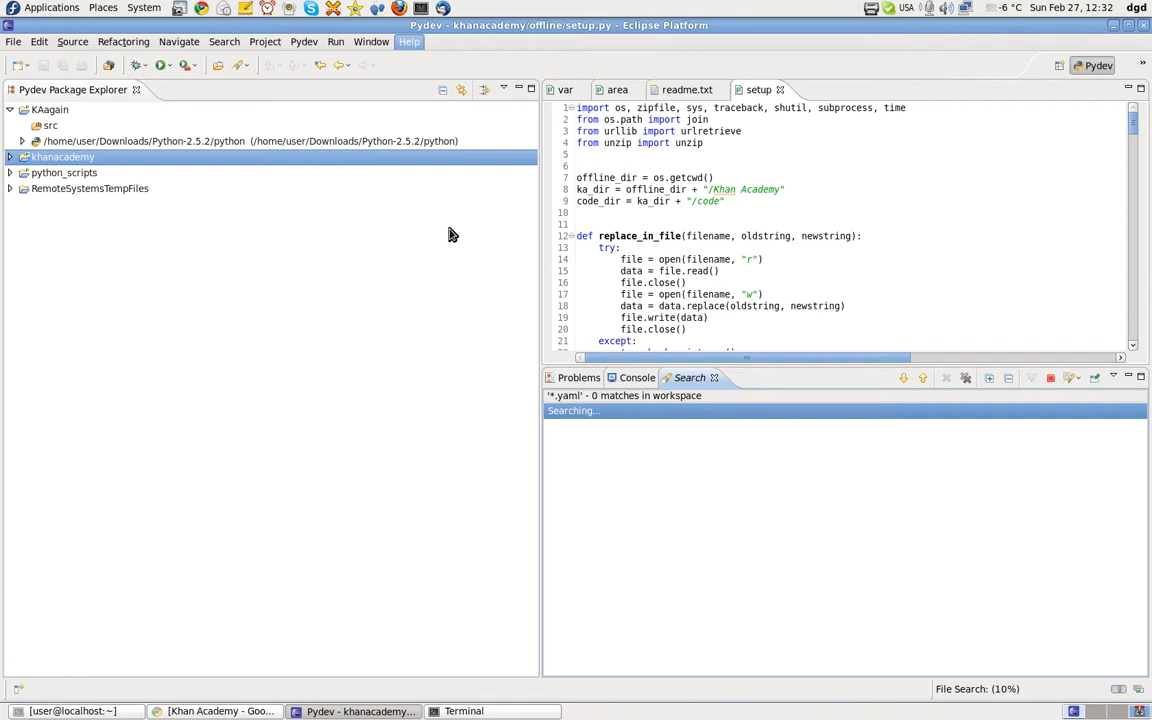 Applications Places System USA -6 °C Sun Feb 27, 12:32 dgd
Pydev - khanacademy/offline/setup.py - Eclipse Platform
File Edit Source Refactoring Navigate Search Project Pydev Run Window Help
Pydev »
Pydev Package Explorer
KAagain
src
/home/user/Downloads/Python-2.5.2/python (/home/user/Downloads/Python-2.5.2/python)
khanacademy
python_scripts
RemoteSystemsTempFiles
var area readme.txt setup
1 import os, zipfile, sys, traceback, shutil, subprocess, time
2 from os.path import join
3 from urllib import urlretrieve
4 from unzip import unzip
5
6
7 offline_dir = os.getcwd()
8 ka_dir = offline_dir + "/Khan Academy"
9 code_dir = ka_dir + "/code"
10
11
12 def replace_in_file(filename, oldstring, newstring):
13 try:
14 file = open(filename, "r")
15 data = file.read()
16 file.close()
17 file = open(filename, "w")
18 data = data.replace(oldstring, newstring)
19 file.write(data)
20 file.close()
21 except:
Problems Console Search
'*.yaml' - 0 matches in workspace
Searching...
File Search: (10%)
[user@localhost:~] [Khan Academy - Goo... Pydev - khanacademy... Terminal